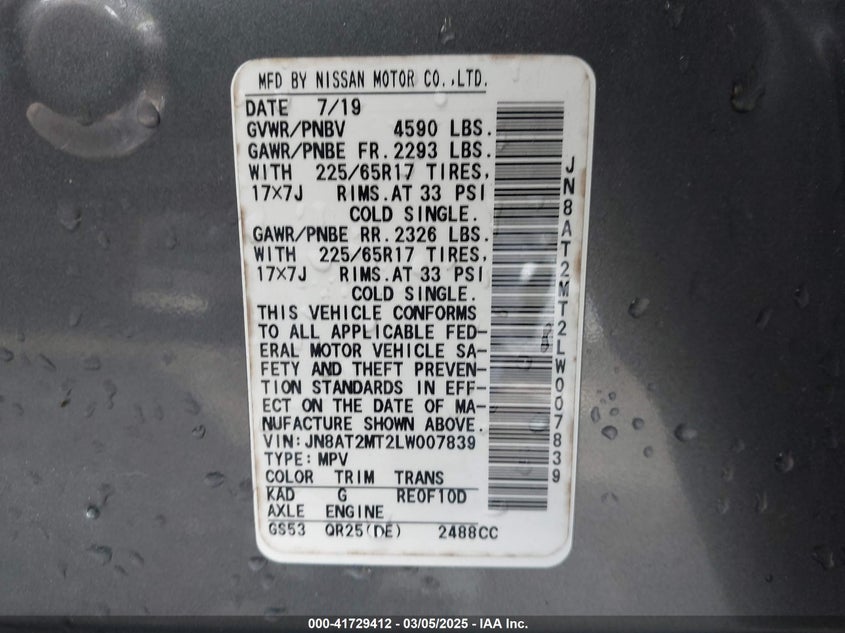 MFD BY NISSAN MOTOR CO.,LTD.
DATE 7/19
GVWR/PNBV 4590 LBS.
GAWR/PNBE FR.2293 LBS.
WITH 225/65R17 TIRES,
17×7J RIMS.AT 33 PSI
COLD SINGLE.
GAWR/PNBE RR.2326 LBS.
WITH 225/65R17 TIRES,
17×7J RIMS.AT 33 PSI
COLD SINGLE.
THIS VEHICLE CONFORMS
TO ALL APPLICABLE FED-
ERAL MOTOR VEHICLE SA-
FETY AND THEFT PREVEN-
TION STANDARDS IN EFF-
ECT ON THE DATE OF MA-
NUFACTURE SHOWN ABOVE.
VIN:JN8AT2MT2LW007839
TYPE:MPV
COLOR TRIM TRANS
KAD G RE0F10D
AXLE ENGINE
GS53 QR25(DE) 2488CC
JN8AT2MT2LW007839
000-41729412 - 03/05/2025 - IAA Inc.